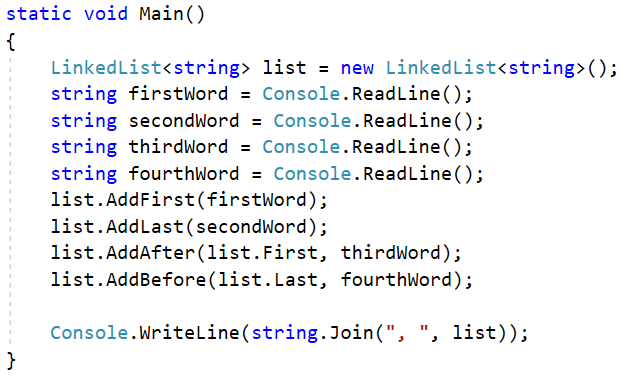 static void Main()
{
    LinkedList<string> list = new LinkedList<string>();
    string firstWord = Console.ReadLine();
    string secondWord = Console.ReadLine();
    string thirdWord = Console.ReadLine();
    string fourthWord = Console.ReadLine();
    list.AddFirst(firstWord);
    list.AddLast(secondWord);
    list.AddAfter(list.First, thirdWord);
    list.AddBefore(list.Last, fourthWord);

    Console.WriteLine(string.Join(", ", list));
}